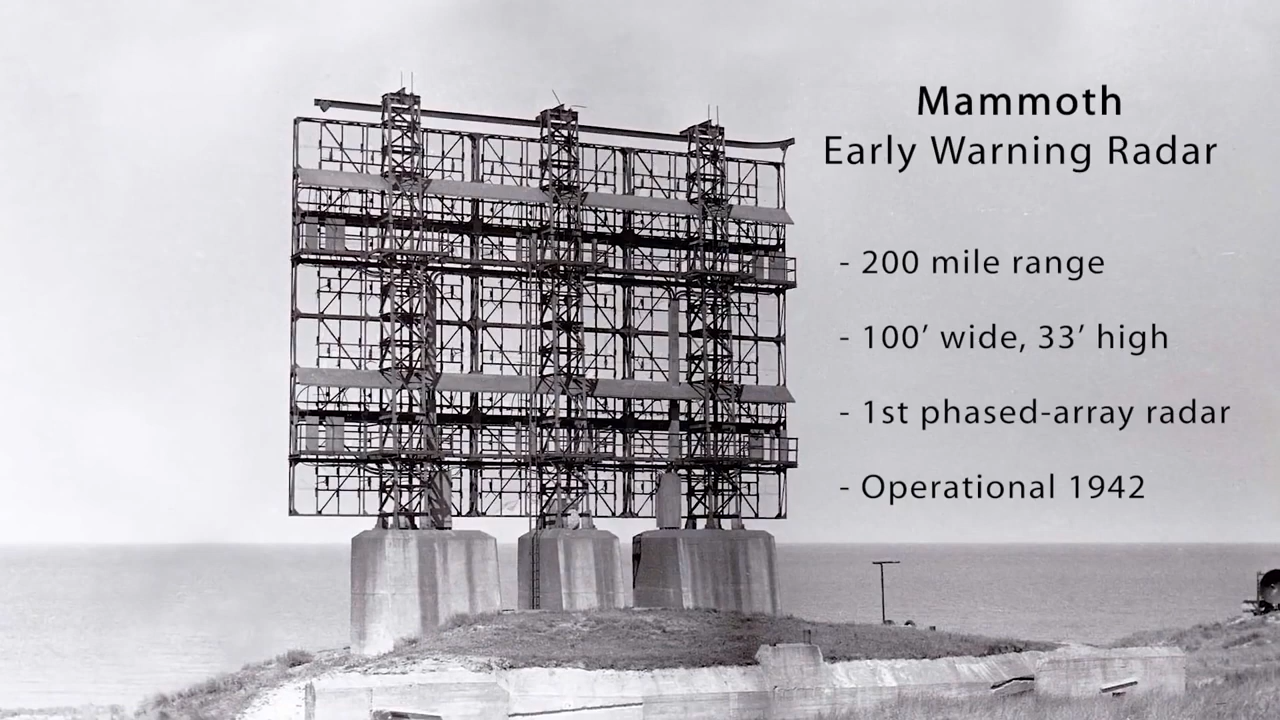 Mammoth
Early Warning Radar
- 200 mile range
- 100’ wide, 33’ high
- 1st phased-array radar
- Operational 1942